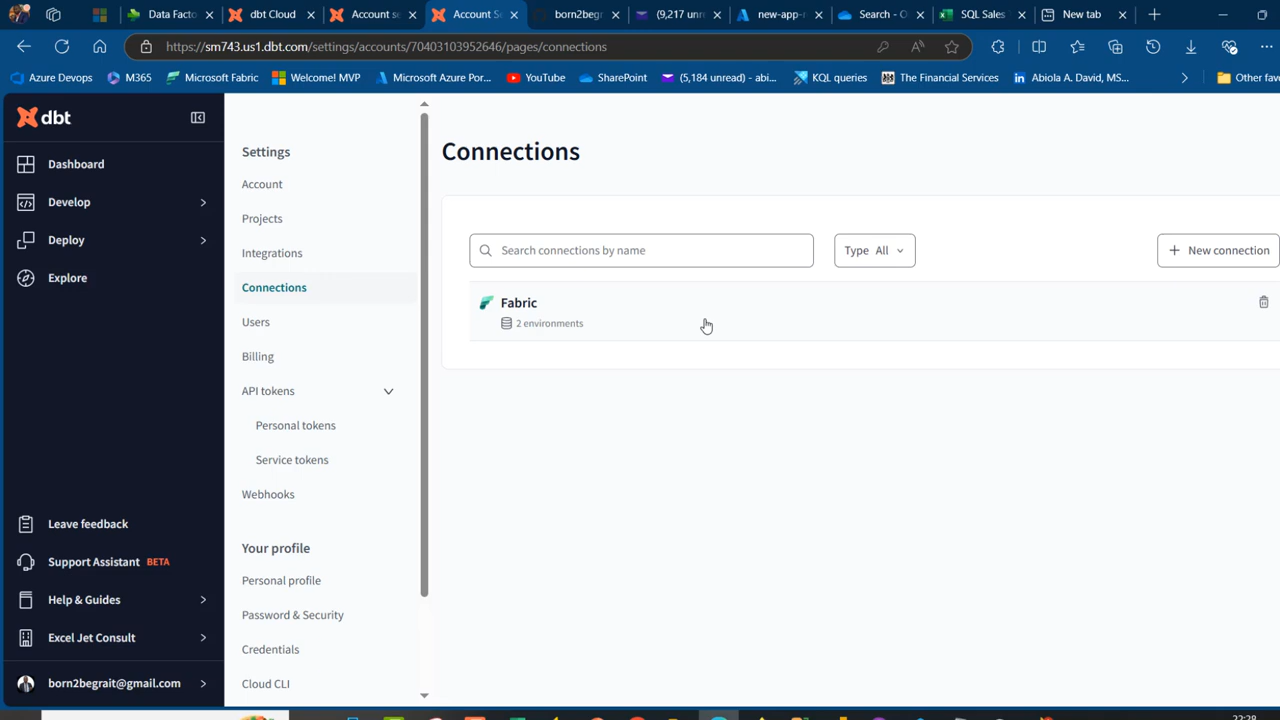 Data Facto
dbt Cloud
Account se
Account Se
born2begr
(9,217 unr
new-app-r
Search - O
SQL Sales
New tab
https://sm743.us1.dbt.com/settings/accounts/70403103952646/pages/connections
Azure Devops
M365
Microsoft Fabric
Welcome! MVP
Microsoft Azure Por...
YouTube
SharePoint
(5,184 unread) - abi...
KQL queries
The Financial Services
Abiola A. David, MS...
Other fav
dbt
Dashboard
Develop
Deploy
Explore
Leave feedback
Support Assistant BETA
Help & Guides
Excel Jet Consult
born2begrait@gmail.com
Settings
Account
Projects
Integrations
Connections
Users
Billing
API tokens
Personal tokens
Service tokens
Webhooks
Your profile
Personal profile
Password & Security
Credentials
Cloud CLI
Connections
Search connections by name
Type All
New connection
Fabric
2 environments
22:28